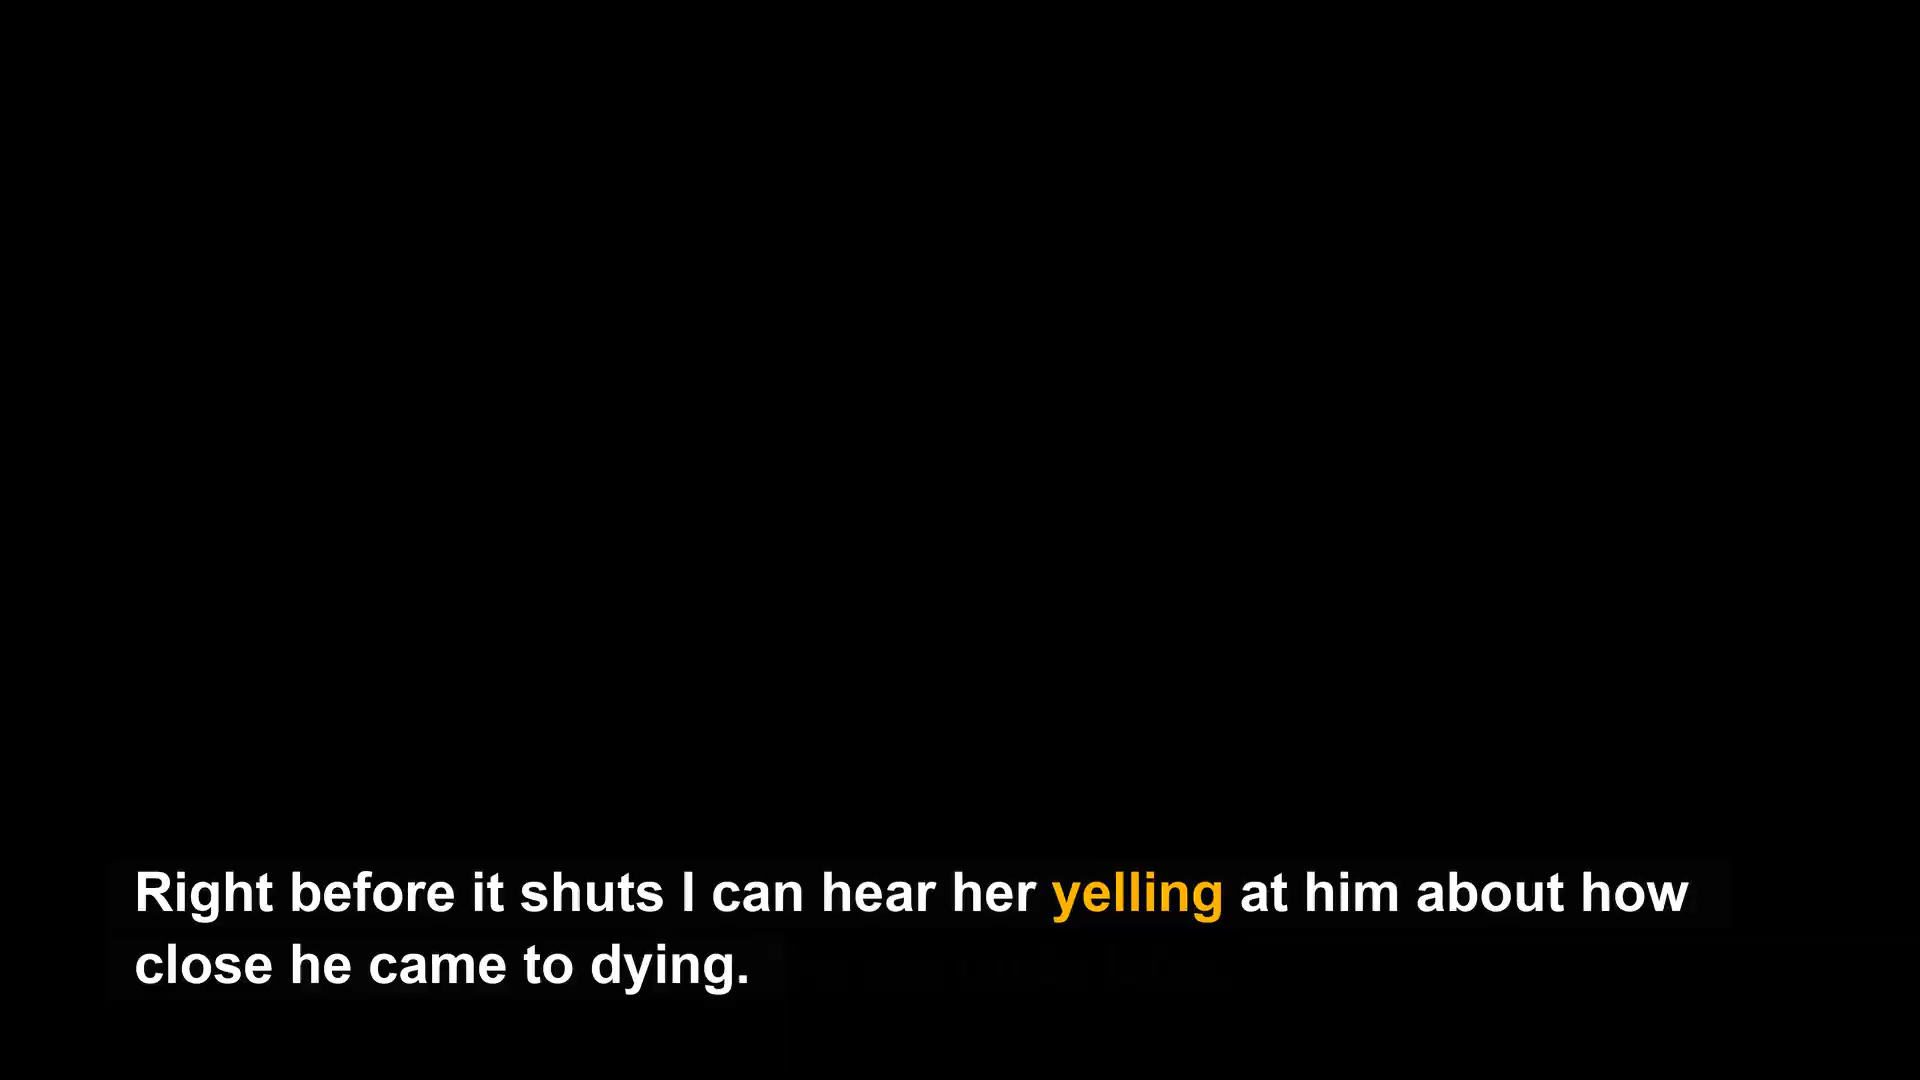 Right before it shuts I can hear her yelling at him about how
close he came to dying.